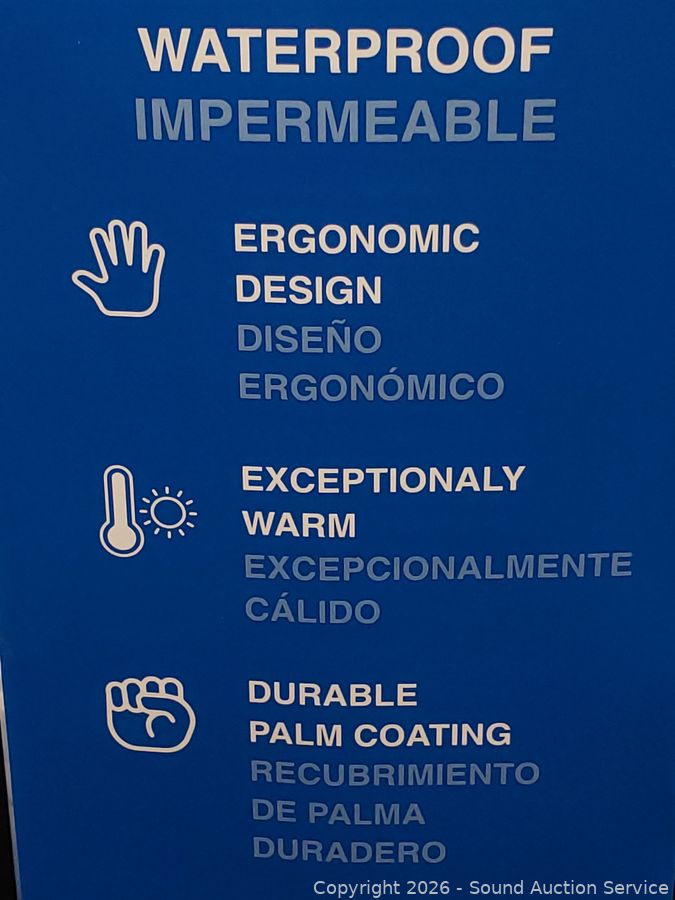 WATERPROOF
IMPERMEABLE
ERGONOMIC
DESIGN
DISEÑO
ERGONÓMICO
EXCEPTIONALY
WARM
EXCEPCIONALMENTE
CÁLIDO
DURABLE
PALM COATING
RECUBRIMIENTO
DE PALMA
DURADERO
Copyright 2026 - Sound Auction Service